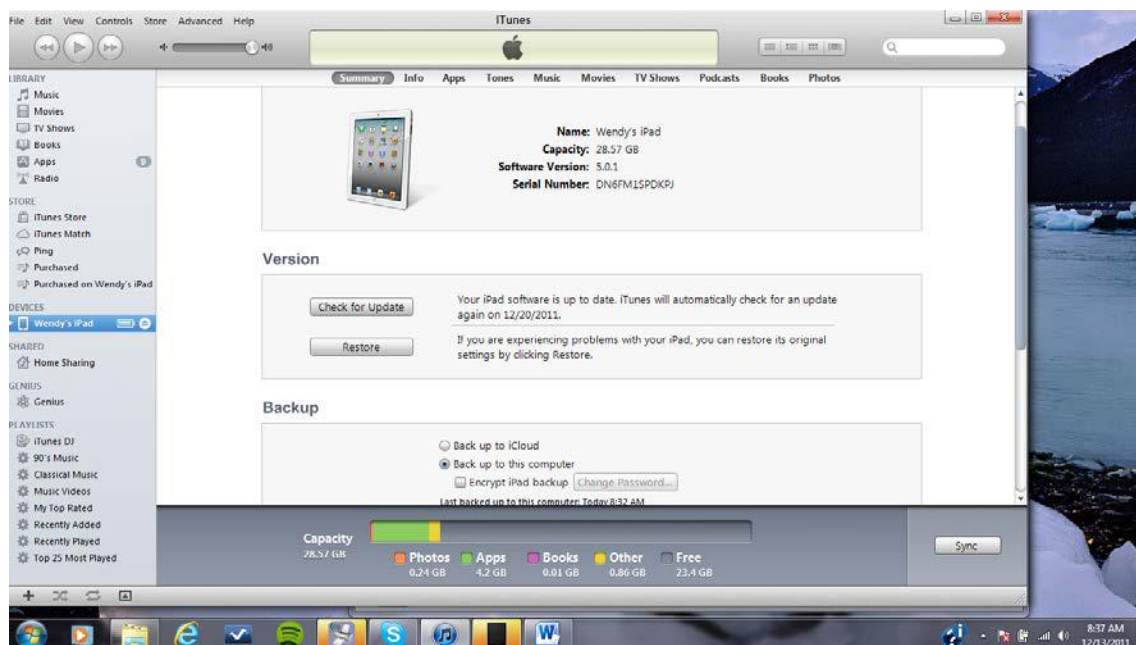 File Edit View Controls Store Advanced Help
iTunes
Summary Info Apps Tones Music Movies TV Shows Podcasts Books Photos
LIBRARY
Music
Movies
TV Shows
Books
Apps
Radio
STORE
iTunes Store
iTunes Match
Ping
Purchased
Purchased on Wendy's iPad
DEVICES
Wendy's iPad
SHARED
Home Sharing
GENIUS
Genius
PLAYLISTS
iTunes DJ
90's Music
Classical Music
Music Videos
My Top Rated
Recently Added
Recently Played
Top 25 Most Played
Name: Wendy's iPad
Capacity: 28.57 GB
Software Version: 5.0.1
Serial Number: DN6FM1SPDKPJ
Version
Check for Update
Your iPad software is up to date. iTunes will automatically check for an update
again on 12/20/2011.
Restore
If you are experiencing problems with your iPad, you can restore its original
settings by clicking Restore.
Backup
Back up to iCloud
Back up to this computer
Encrypt iPad backup Change Password...
Last backed up to this computer: Today 8:32 AM
Capacity
28.57 GB
Photos Apps Books Other Free
0.24 GB 4.2 GB 0.01 GB 0.86 GB 23.4 GB
Sync
8:37 AM
12/13/2011